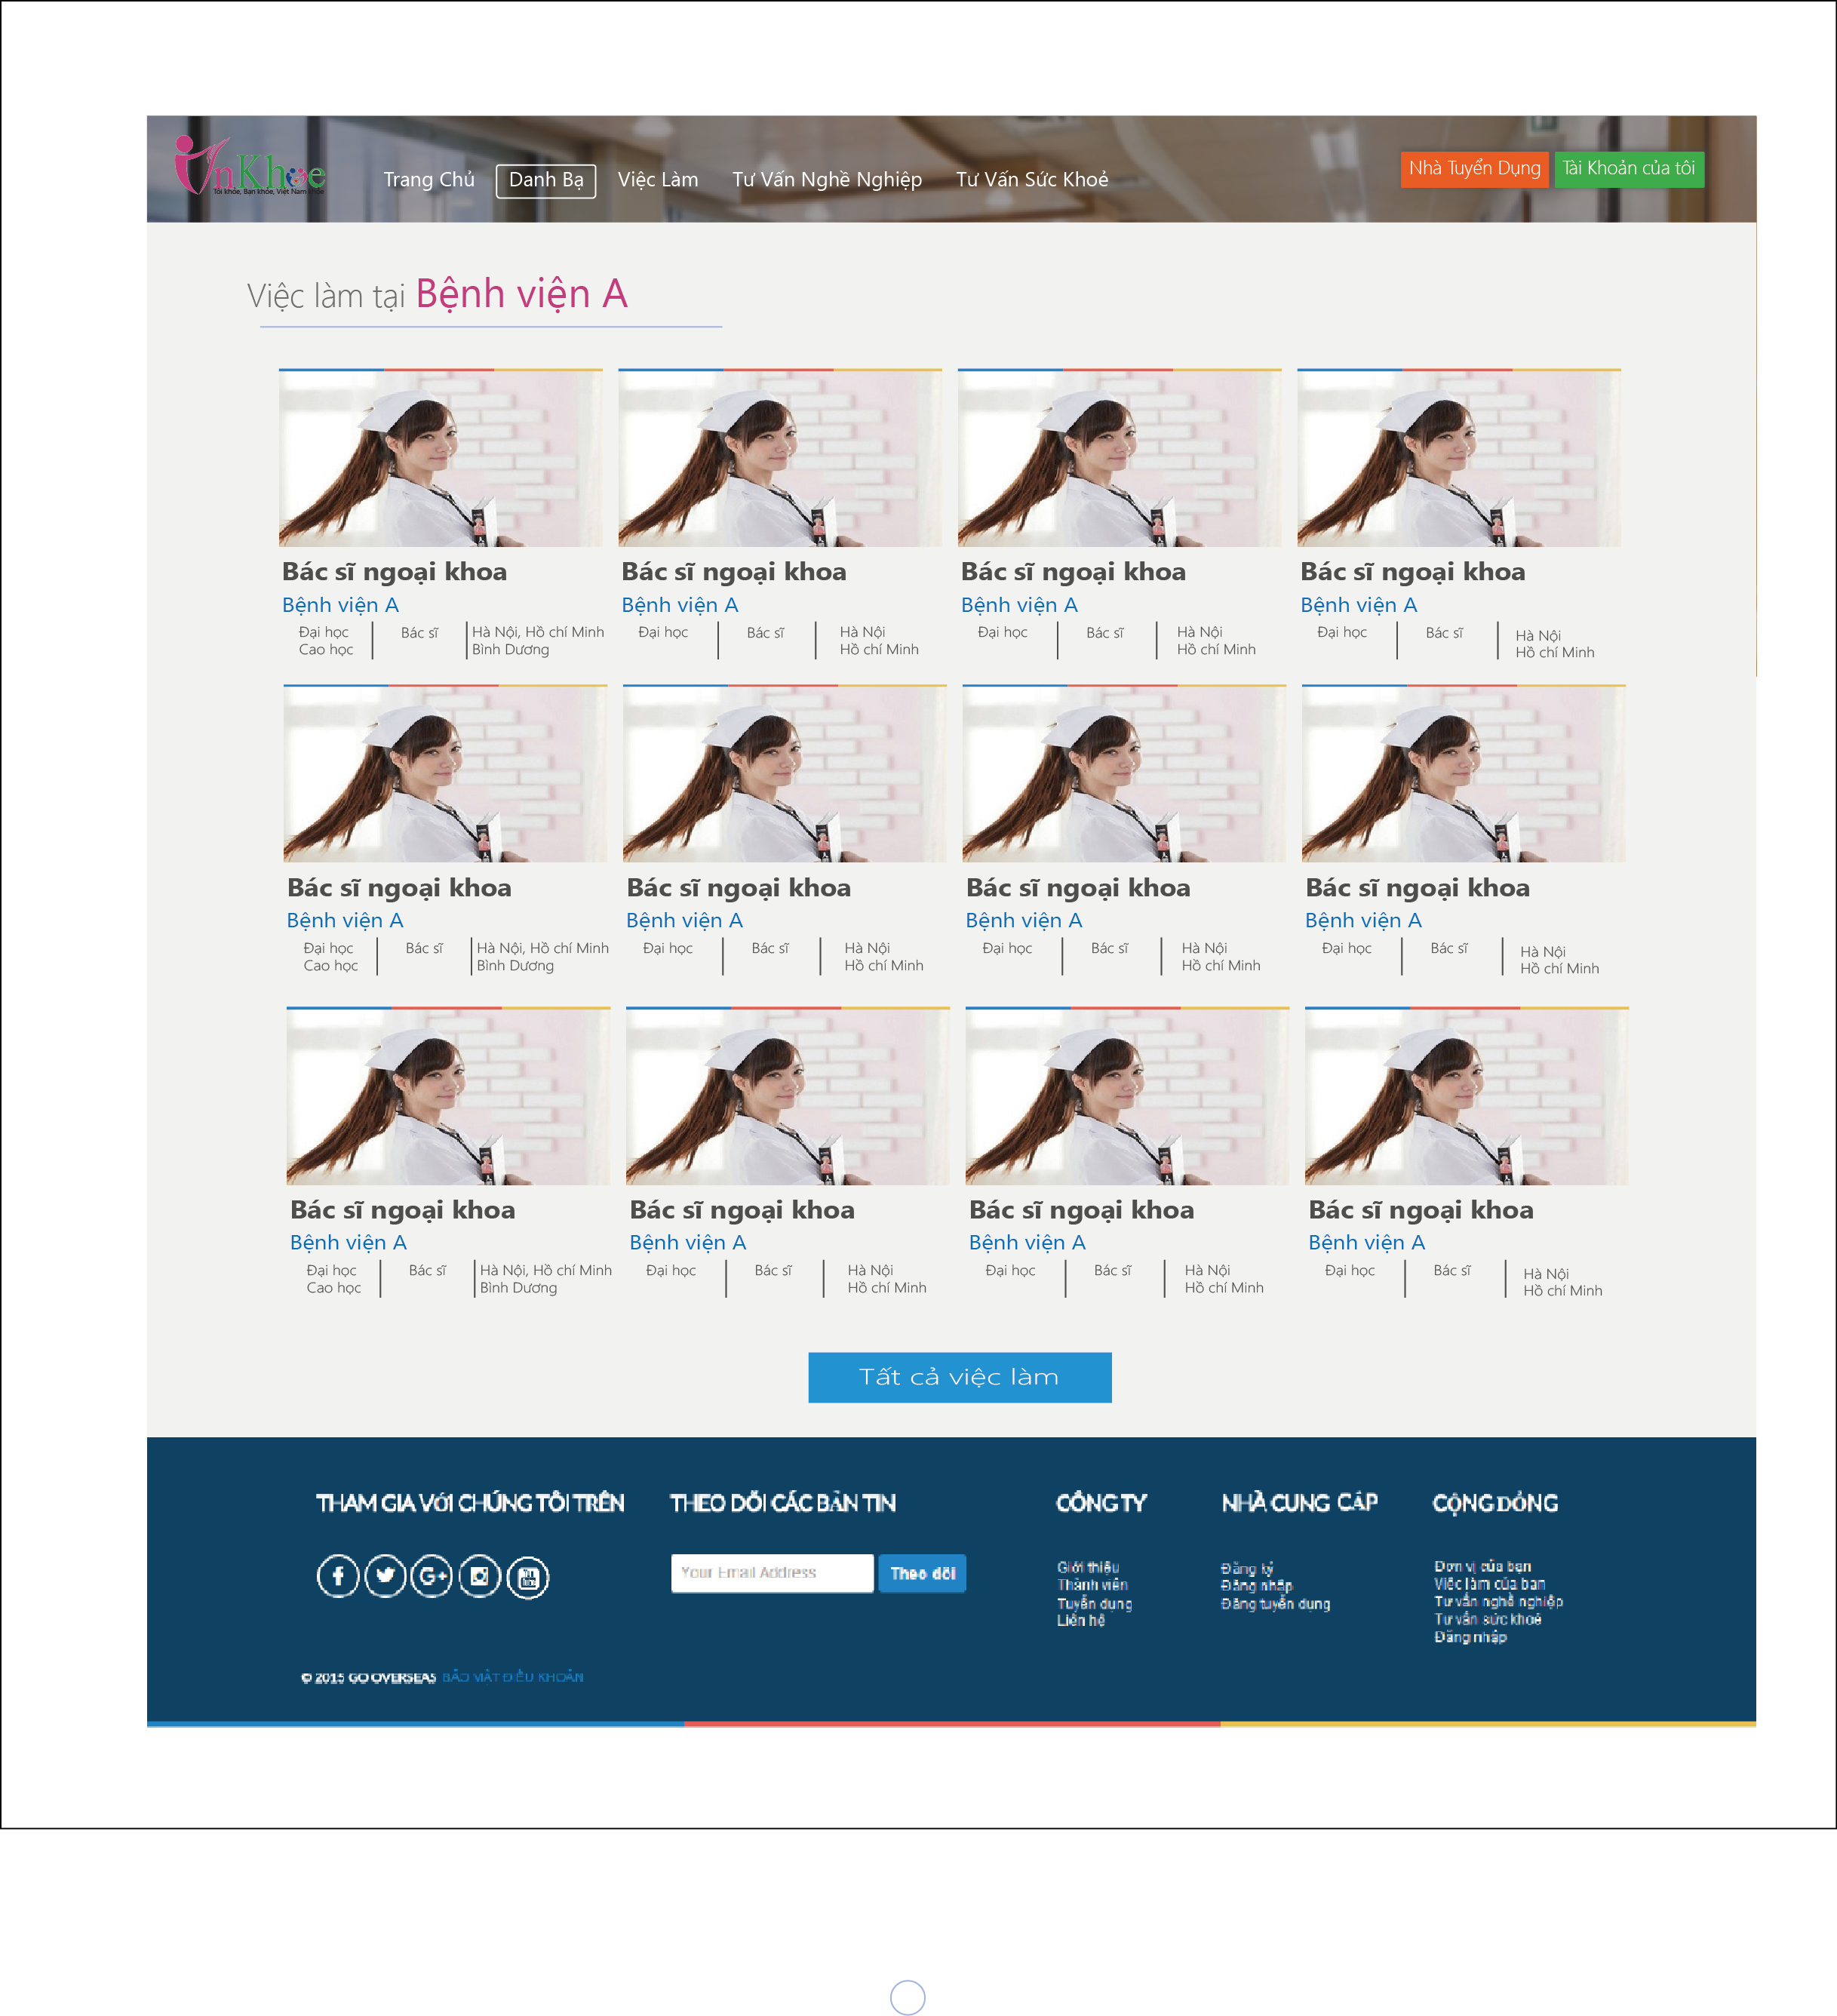 VnKhoe
Tôi khỏe, Bạn khỏe, Việt Nam khỏe
Trang Chủ
Danh Bạ
Việc Làm
Tư Vấn Nghề Nghiệp
Tư Vấn Sức Khoẻ
Nhà Tuyển Dụng
Tài Khoản của tôi
Việc làm tại Bệnh viện A
Bác sĩ ngoại khoa
Bệnh viện A
Đại học
Cao học
Bác sĩ
Hà Nội, Hồ chí Minh
Bình Dương
Bác sĩ ngoại khoa
Bệnh viện A
Đại học
Bác sĩ
Hà Nội
Hồ chí Minh
Bác sĩ ngoại khoa
Bệnh viện A
Đại học
Bác sĩ
Hà Nội
Hồ chí Minh
Bác sĩ ngoại khoa
Bệnh viện A
Đại học
Bác sĩ
Hà Nội
Hồ chí Minh
Bác sĩ ngoại khoa
Bệnh viện A
Đại học
Cao học
Bác sĩ
Hà Nội, Hồ chí Minh
Bình Dương
Bác sĩ ngoại khoa
Bệnh viện A
Đại học
Bác sĩ
Hà Nội
Hồ chí Minh
Bác sĩ ngoại khoa
Bệnh viện A
Đại học
Bác sĩ
Hà Nội
Hồ chí Minh
Bác sĩ ngoại khoa
Bệnh viện A
Đại học
Bác sĩ
Hà Nội
Hồ chí Minh
Bác sĩ ngoại khoa
Bệnh viện A
Đại học
Cao học
Bác sĩ
Hà Nội, Hồ chí Minh
Bình Dương
Bác sĩ ngoại khoa
Bệnh viện A
Đại học
Bác sĩ
Hà Nội
Hồ chí Minh
Bác sĩ ngoại khoa
Bệnh viện A
Đại học
Bác sĩ
Hà Nội
Hồ chí Minh
Bác sĩ ngoại khoa
Bệnh viện A
Đại học
Bác sĩ
Hà Nội
Hồ chí Minh
Tất cả việc làm
THAM GIA VỚI CHÚNG TÔI TRÊN
THEO DÕI CÁC BẢN TIN
Your Email Address
Theo dõi
CÔNG TY
Giới thiệu
Thành viên
Tuyển dụng
Liên hệ
NHÀ CUNG CẤP
Đăng ký
Đăng nhập
Đăng tuyển dụng
CỘNG ĐỒNG
Đơn vị của bạn
Việc làm của bạn
Tư vấn nghề nghiệp
Tư vấn sức khoẻ
Đăng nhập
© 2015 GO OVERSEAS BẢO MẬT ĐIỀU KHOẢN